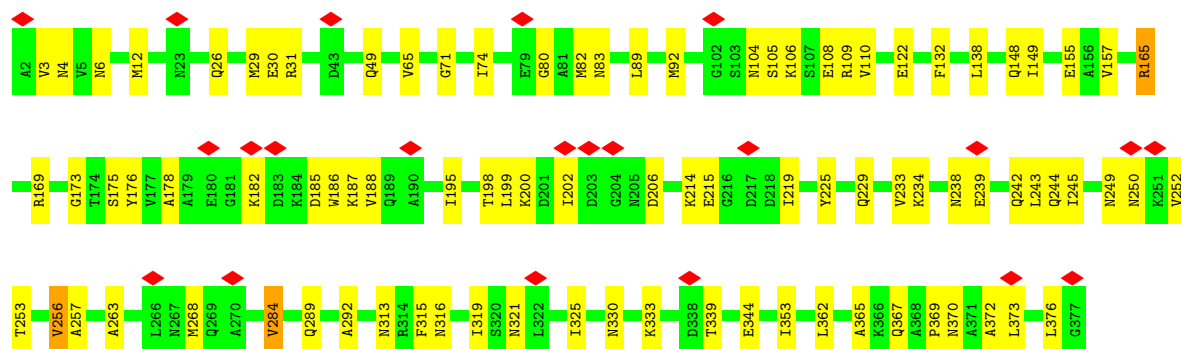 A2 V3 N4 V5 N6 M12 N23 Q26 M29 E30 R31 D43 Q49 V65 G71 I74 E79 G80 A81 M82 N83 L89 M92 G102 S103 N104 S105 K106 S107 E108 R109 V110 E122 F132 L138 Q148 I149 E155 A156 V157 R165
R169 G173 T174 S175 Y176 V177 A178 A179 E180 G181 K182 D183 K184 D185 W186 K187 V188 Q189 A190 I195 T198 L199 K200 D201 I202 D203 G204 N205 D206 K214 E215 G216 D217 D218 I219 Y225 Q229 V233 K234 N238 E239 Q242 L243 Q244 I245 N249 N250 K251 V252
T253 V256 A257 A263 L266 N267 M268 Q269 A270 V284 Q289 A292 N313 R314 F315 N316 I319 S320 N321 L322 I325 N330 K333 D338 T339 E344 I353 L362 A365 K366 Q367 A368 P369 N370 A371 A372 L373 L376 G377